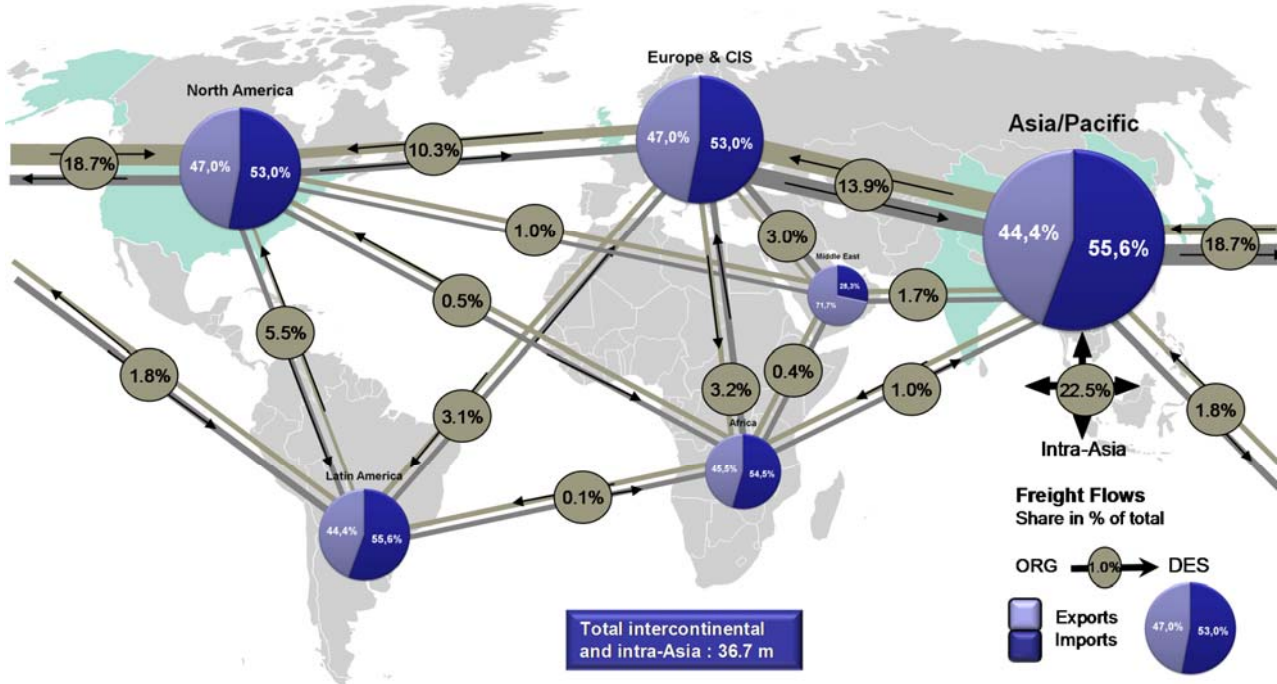 Europe & CIS
North America
Asia/Pacific
47,0%
53,0%
47,0%
53,0%
10.3%
18.7%
13.9%
44,4%
55,6%
1.0%
3.0%
18.7%
Middle East
28,3%
71,7%
0.5%
1.7%
5.5%
1.8%
3.2%
0.4%
1.0%
22.5%
1.8%
3.1%
Intra-Asia
Africa
45,5%
54,5%
Latin America
0.1%
44,4%
55,6%
Freight Flows
Share in % of total
ORG
1.0%
DES
Exports
Imports
47,0%
53,0%
Total intercontinental
and intra-Asia : 36.7 m